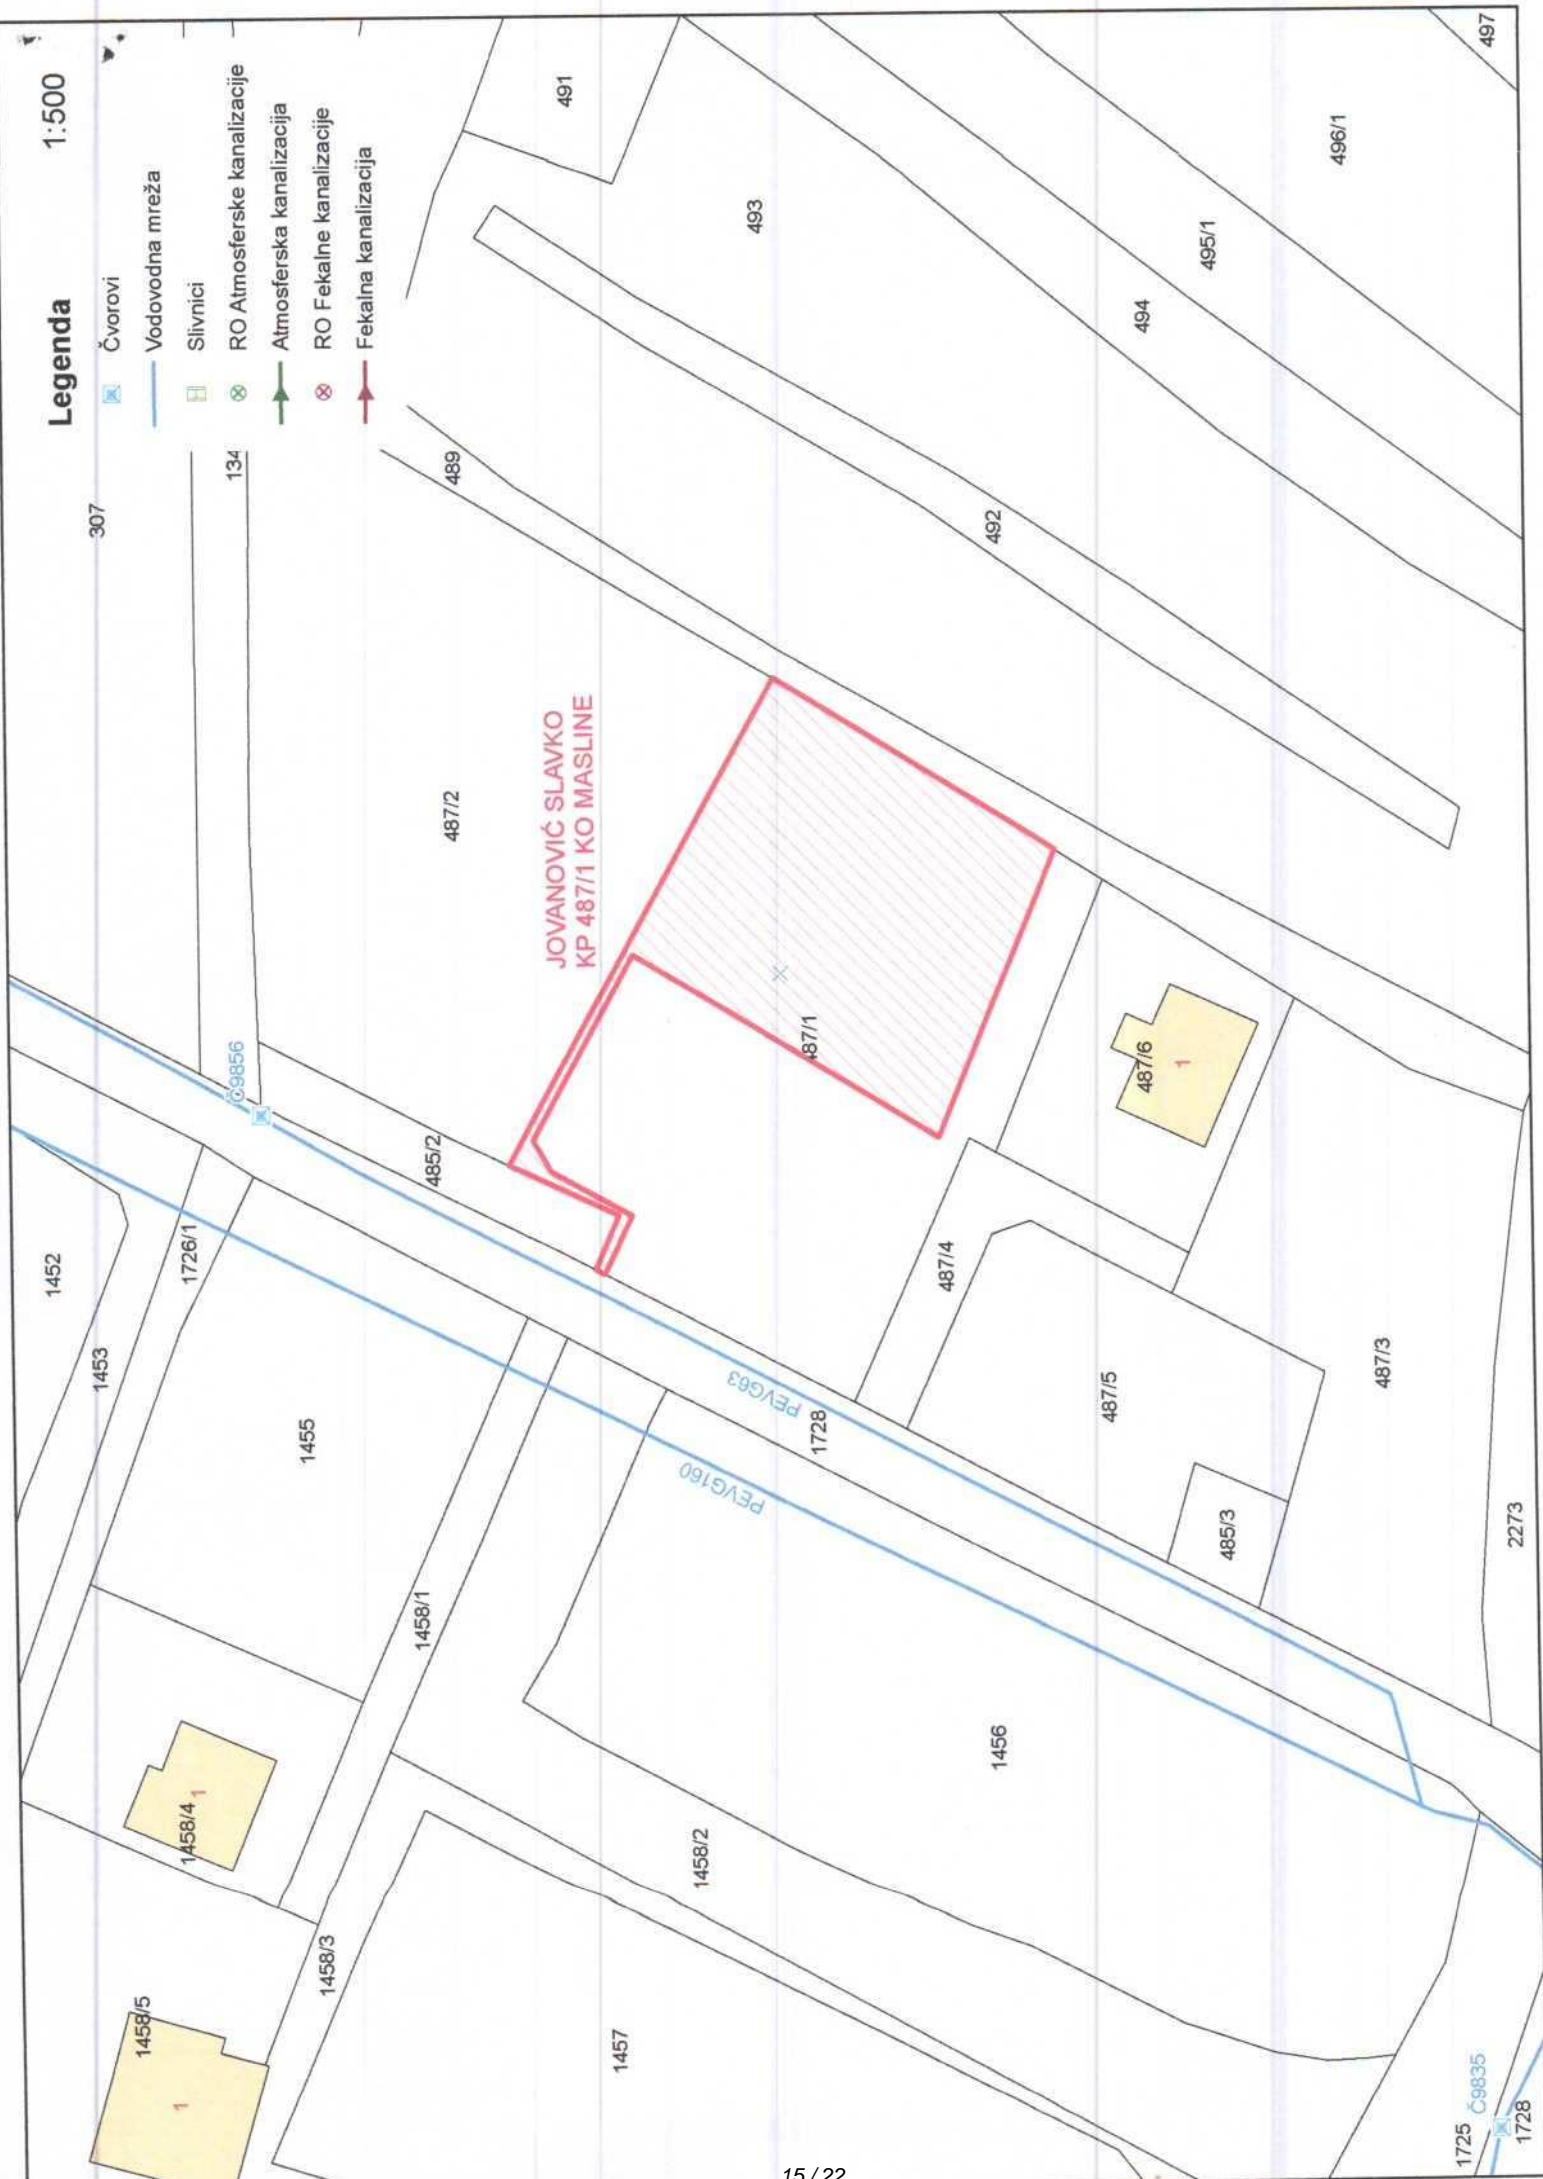 Legenda
1:500
Čvorovi
Vodovodna mreža
Slivnici
RO Atmosferske kanalizacije
Atmosferska kanalizacija
RO Fekalne kanalizacije
Fekalna kanalizacija
307
134
489
491
493
497
496/1
495/1
494
492
487/2
JOVANOVIĆ SLAVKO
KP 487/1 KO MASLINE
487/1
487/6
1
Č9856
485/2
1452
1726/1
1453
1455
487/4
487/5
487/3
485/3
2273
PEVG63
1728
PEVG160
1458/1
1456
1458/4
1
1458/2
1458/3
1458/5
1
1457
1725
Č9835
1728
15 / 22